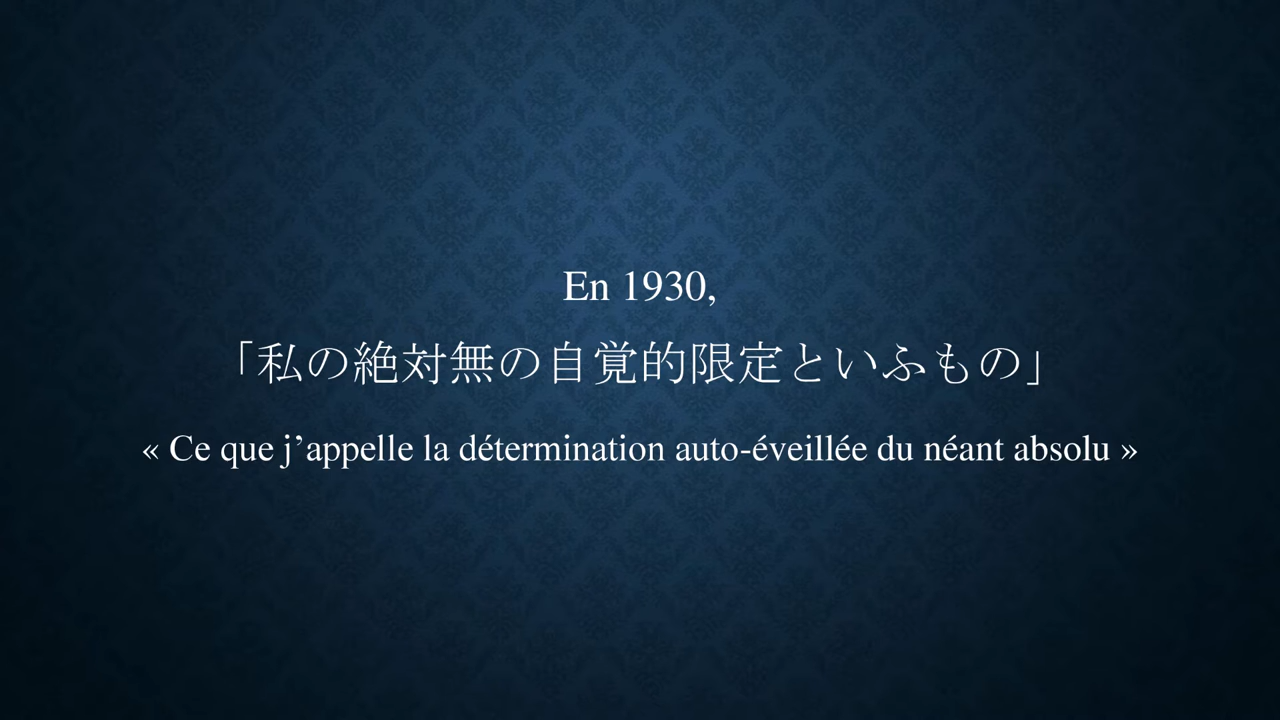 En 1930,
「私の絶対無の自覚的限定といふもの」
« Ce que j’appelle la détermination auto-éveillée du néant absolu »